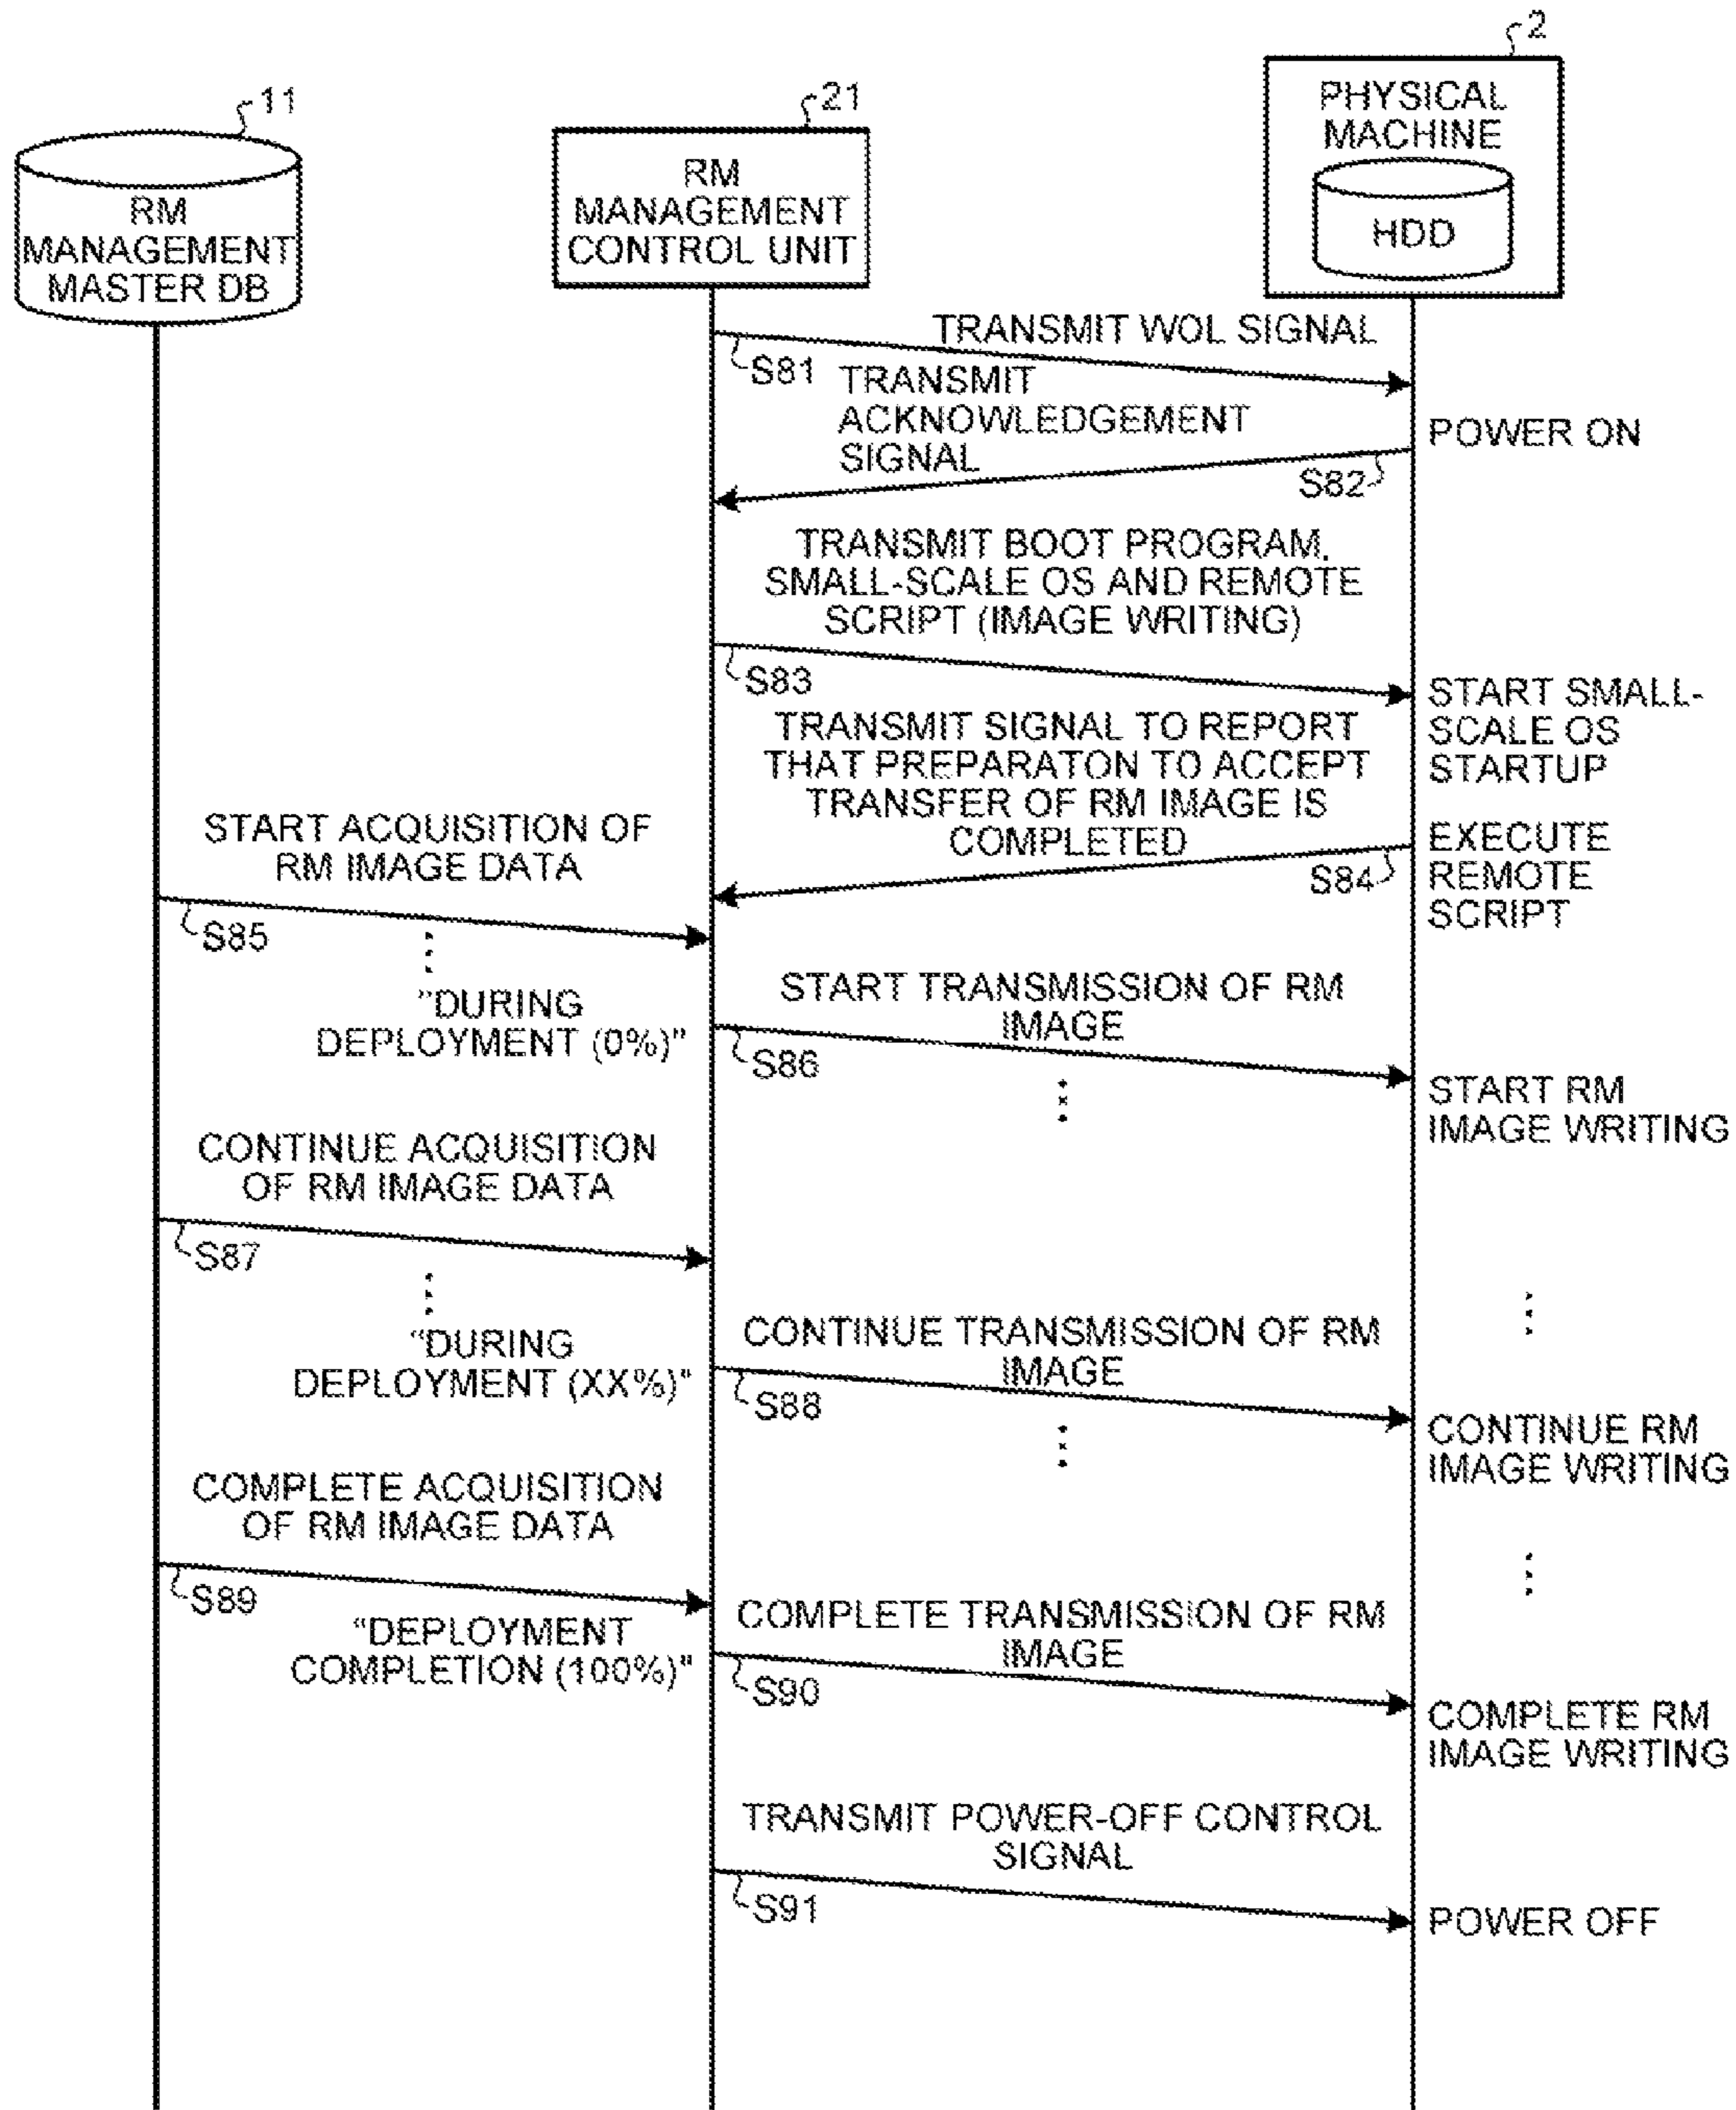 2
11
21
PHYSICAL
MACHINE
HDD
RM
MANAGEMENT
MASTER DB
RM
MANAGEMENT
CONTROL UNIT
TRANSMIT WOL SIGNAL
S81
TRANSMIT
ACKNOWLEDGEMENT
SIGNAL
POWER ON
S82
TRANSMIT BOOT PROGRAM,
SMALL-SCALE OS AND REMOTE
SCRIPT (IMAGE WRITING)
S83
START SMALL-
SCALE OS
STARTUP
TRANSMIT SIGNAL TO REPORT
THAT PREPARATON TO ACCEPT
TRANSFER OF RM IMAGE IS
COMPLETED
S84
EXECUTE
REMOTE
SCRIPT
START ACQUISITION OF
RM IMAGE DATA
S85
"DURING
DEPLOYMENT (0%)"
START TRANSMISSION OF RM
IMAGE
S86
START RM
IMAGE WRITING
CONTINUE ACQUISITION
OF RM IMAGE DATA
S87
"DURING
DEPLOYMENT (XX%)"
CONTINUE TRANSMISSION OF RM
IMAGE
S88
CONTINUE RM
IMAGE WRITING
COMPLETE ACQUISITION
OF RM IMAGE DATA
S89
"DEPLOYMENT
COMPLETION (100%)"
COMPLETE TRANSMISSION OF RM
IMAGE
S90
COMPLETE RM
IMAGE WRITING
TRANSMIT POWER-OFF CONTROL
SIGNAL
S91
POWER OFF